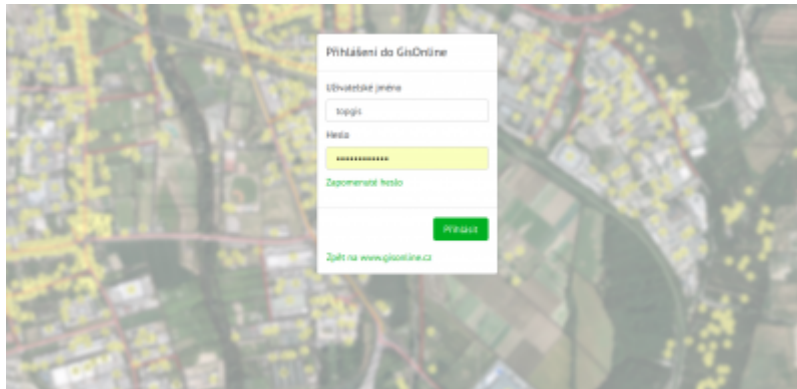 Přihlášení do GisOnline
Uživatelské jméno
topgis
Heslo
••••••••••••
Zapomenuté heslo
Přihlásit
Zpět na www.gisonline.cz